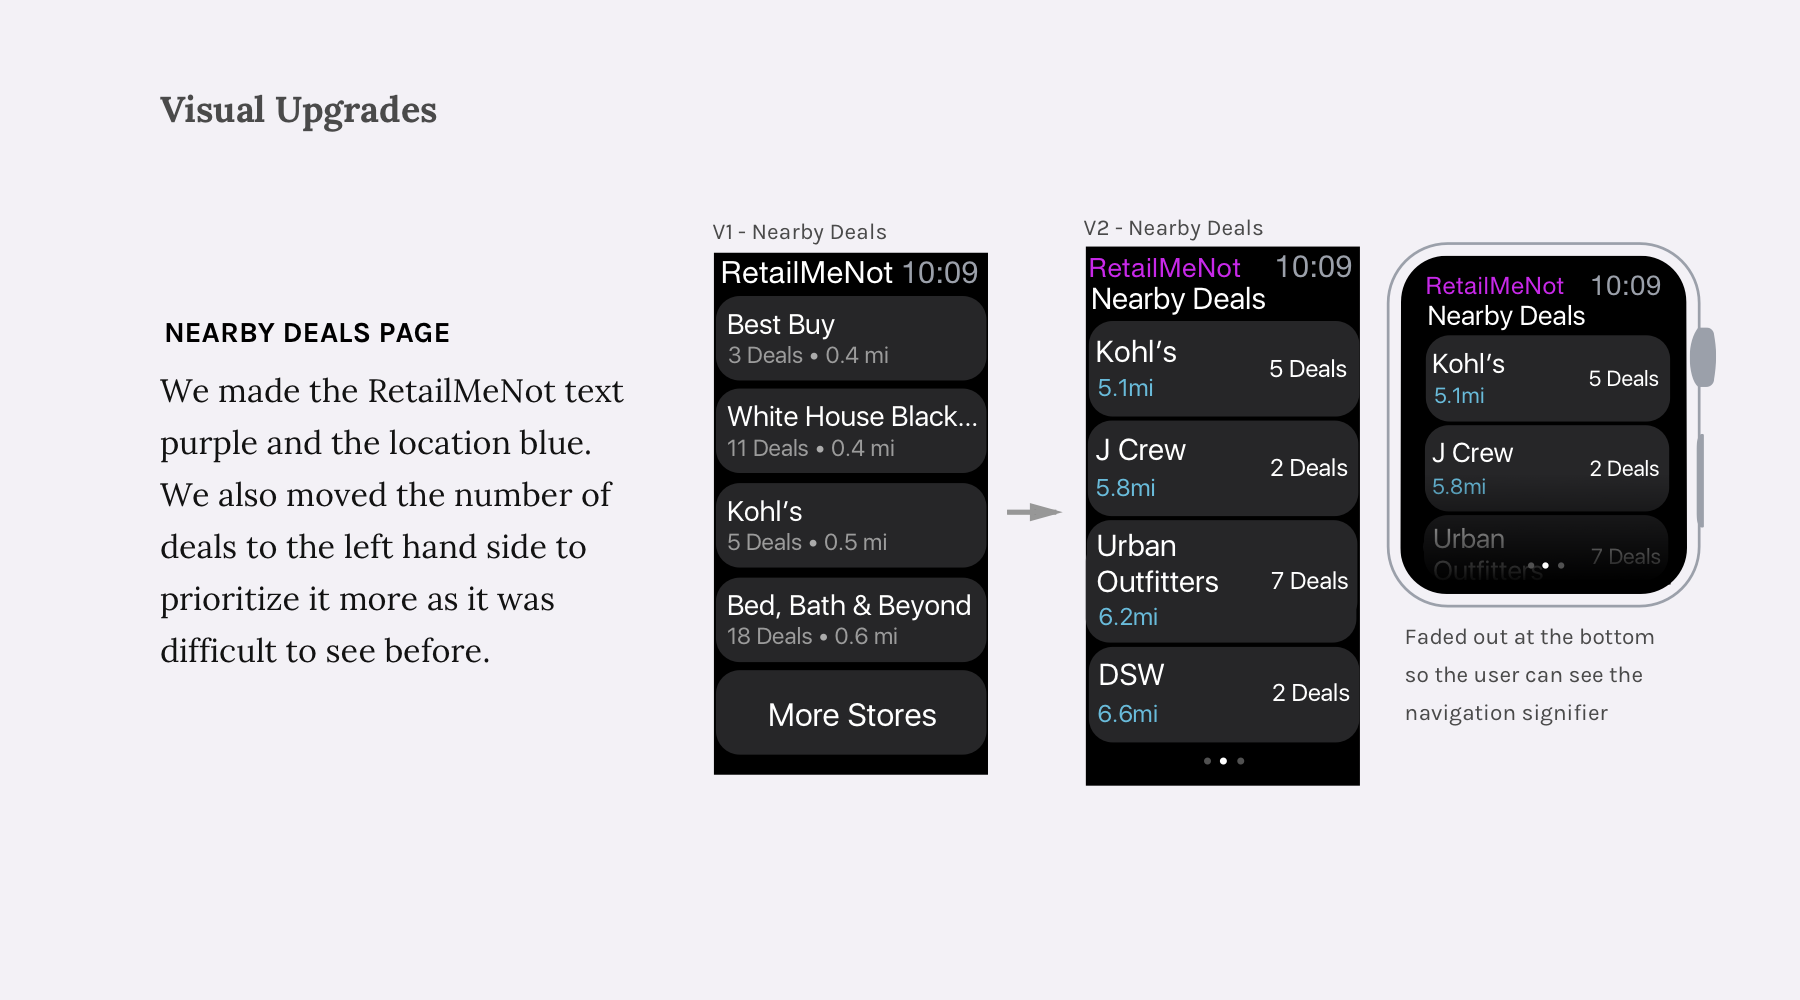 Visual Upgrades
NEARBY DEALS PAGE
We made the RetailMeNot text
purple and the location blue.
We also moved the number of
deals to the left hand side to
prioritize it more as it was
difficult to see before.
V1 - Nearby Deals
RetailMeNot 10:09
Best Buy
3 Deals • 0.4 mi
White House Black...
11 Deals • 0.4 mi
Kohl's
5 Deals • 0.5 mi
Bed, Bath & Beyond
18 Deals • 0.6 mi
More Stores
V2 - Nearby Deals
RetailMeNot 10:09
Nearby Deals
Kohl's
5 Deals
5.1mi
J Crew
2 Deals
5.8mi
Urban
Outfitters
7 Deals
6.2mi
DSW
2 Deals
6.6mi
RetailMeNot 10:09
Nearby Deals
Kohl's
5 Deals
5.1mi
J Crew
2 Deals
5.8mi
Urban
7 Deals
Outfitters
Faded out at the bottom
so the user can see the
navigation signifier